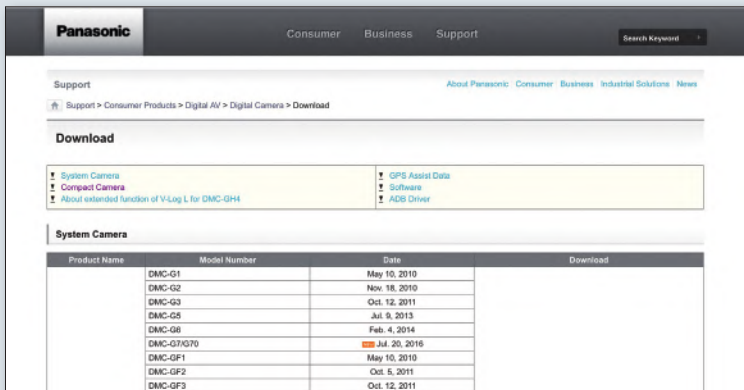 Panasonic
Consumer Business Support
Search Keyword
Support
About Panasonic Consumer Business Industrial Solutions News
Support > Consumer Products > Digital AV > Digital Camera > Download
Download
System Camera GPS Assist Data
Compact Camera Software
About extended function of V-Log L for DMC-GH4 ADB Driver
System Camera
Product Name Model Number Date Download
DMC-G1 May 10, 2010
DMC-G2 Nov. 18, 2010
DMC-G3 Oct. 12, 2011
DMC-G5 Jul. 9, 2013
DMC-G6 Feb. 4, 2014
DMC-G7/G70 Jul. 20, 2016
DMC-GF1 May 10, 2010
DMC-GF2 Oct. 5, 2011
DMC-GF3 Oct. 12, 2011